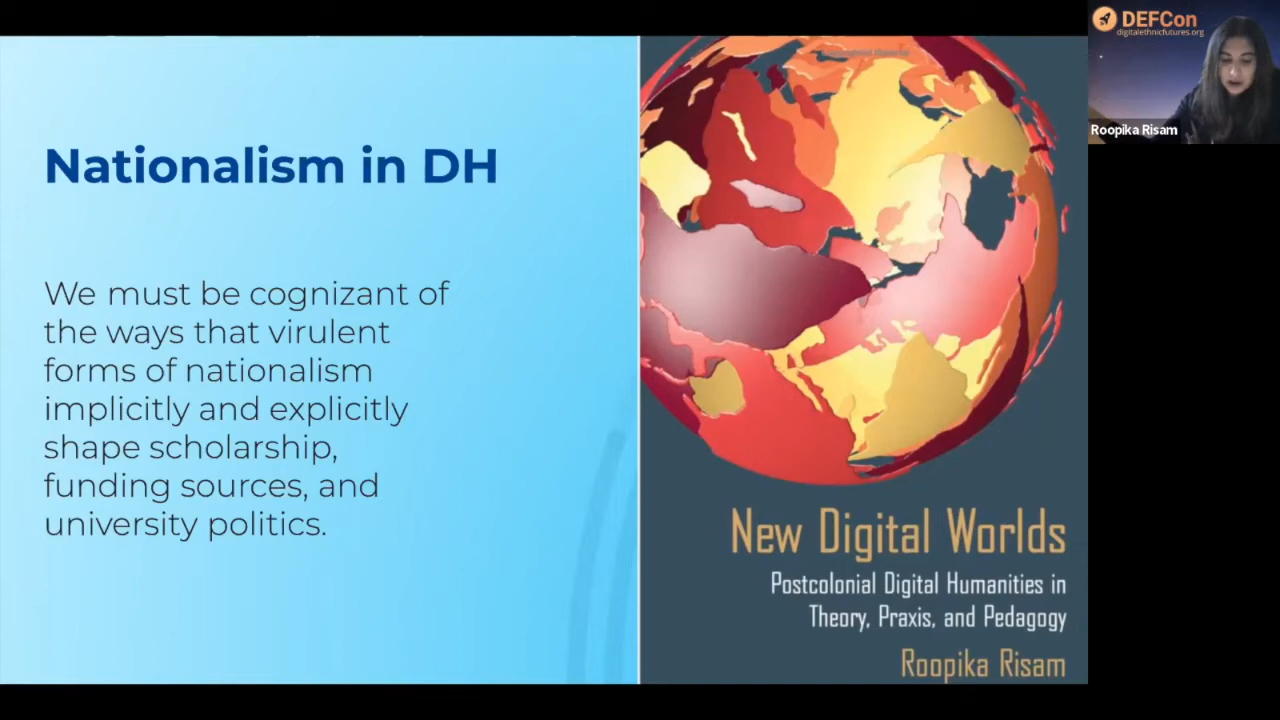 Nationalism in DH
We must be cognizant of
the ways that virulent
forms of nationalism
implicitly and explicitly
shape scholarship,
funding sources, and
university politics.
New Digital Worlds
Postcolonial Digital Humanities in
Theory, Praxis, and Pedagogy
Roopika Risam
DEFCon
digitalethnicfutures.org
Roopika Risam